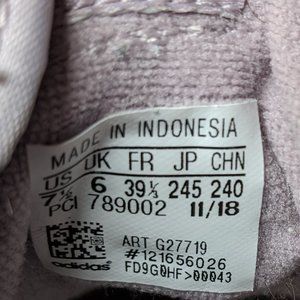 MADE IN INDONESIA
US UK FR JP CHN
7½ 6 39⅓ 245 240
PCI 789002 11/18
ART G27719
#121656026
adidas FD9G0HF>00043